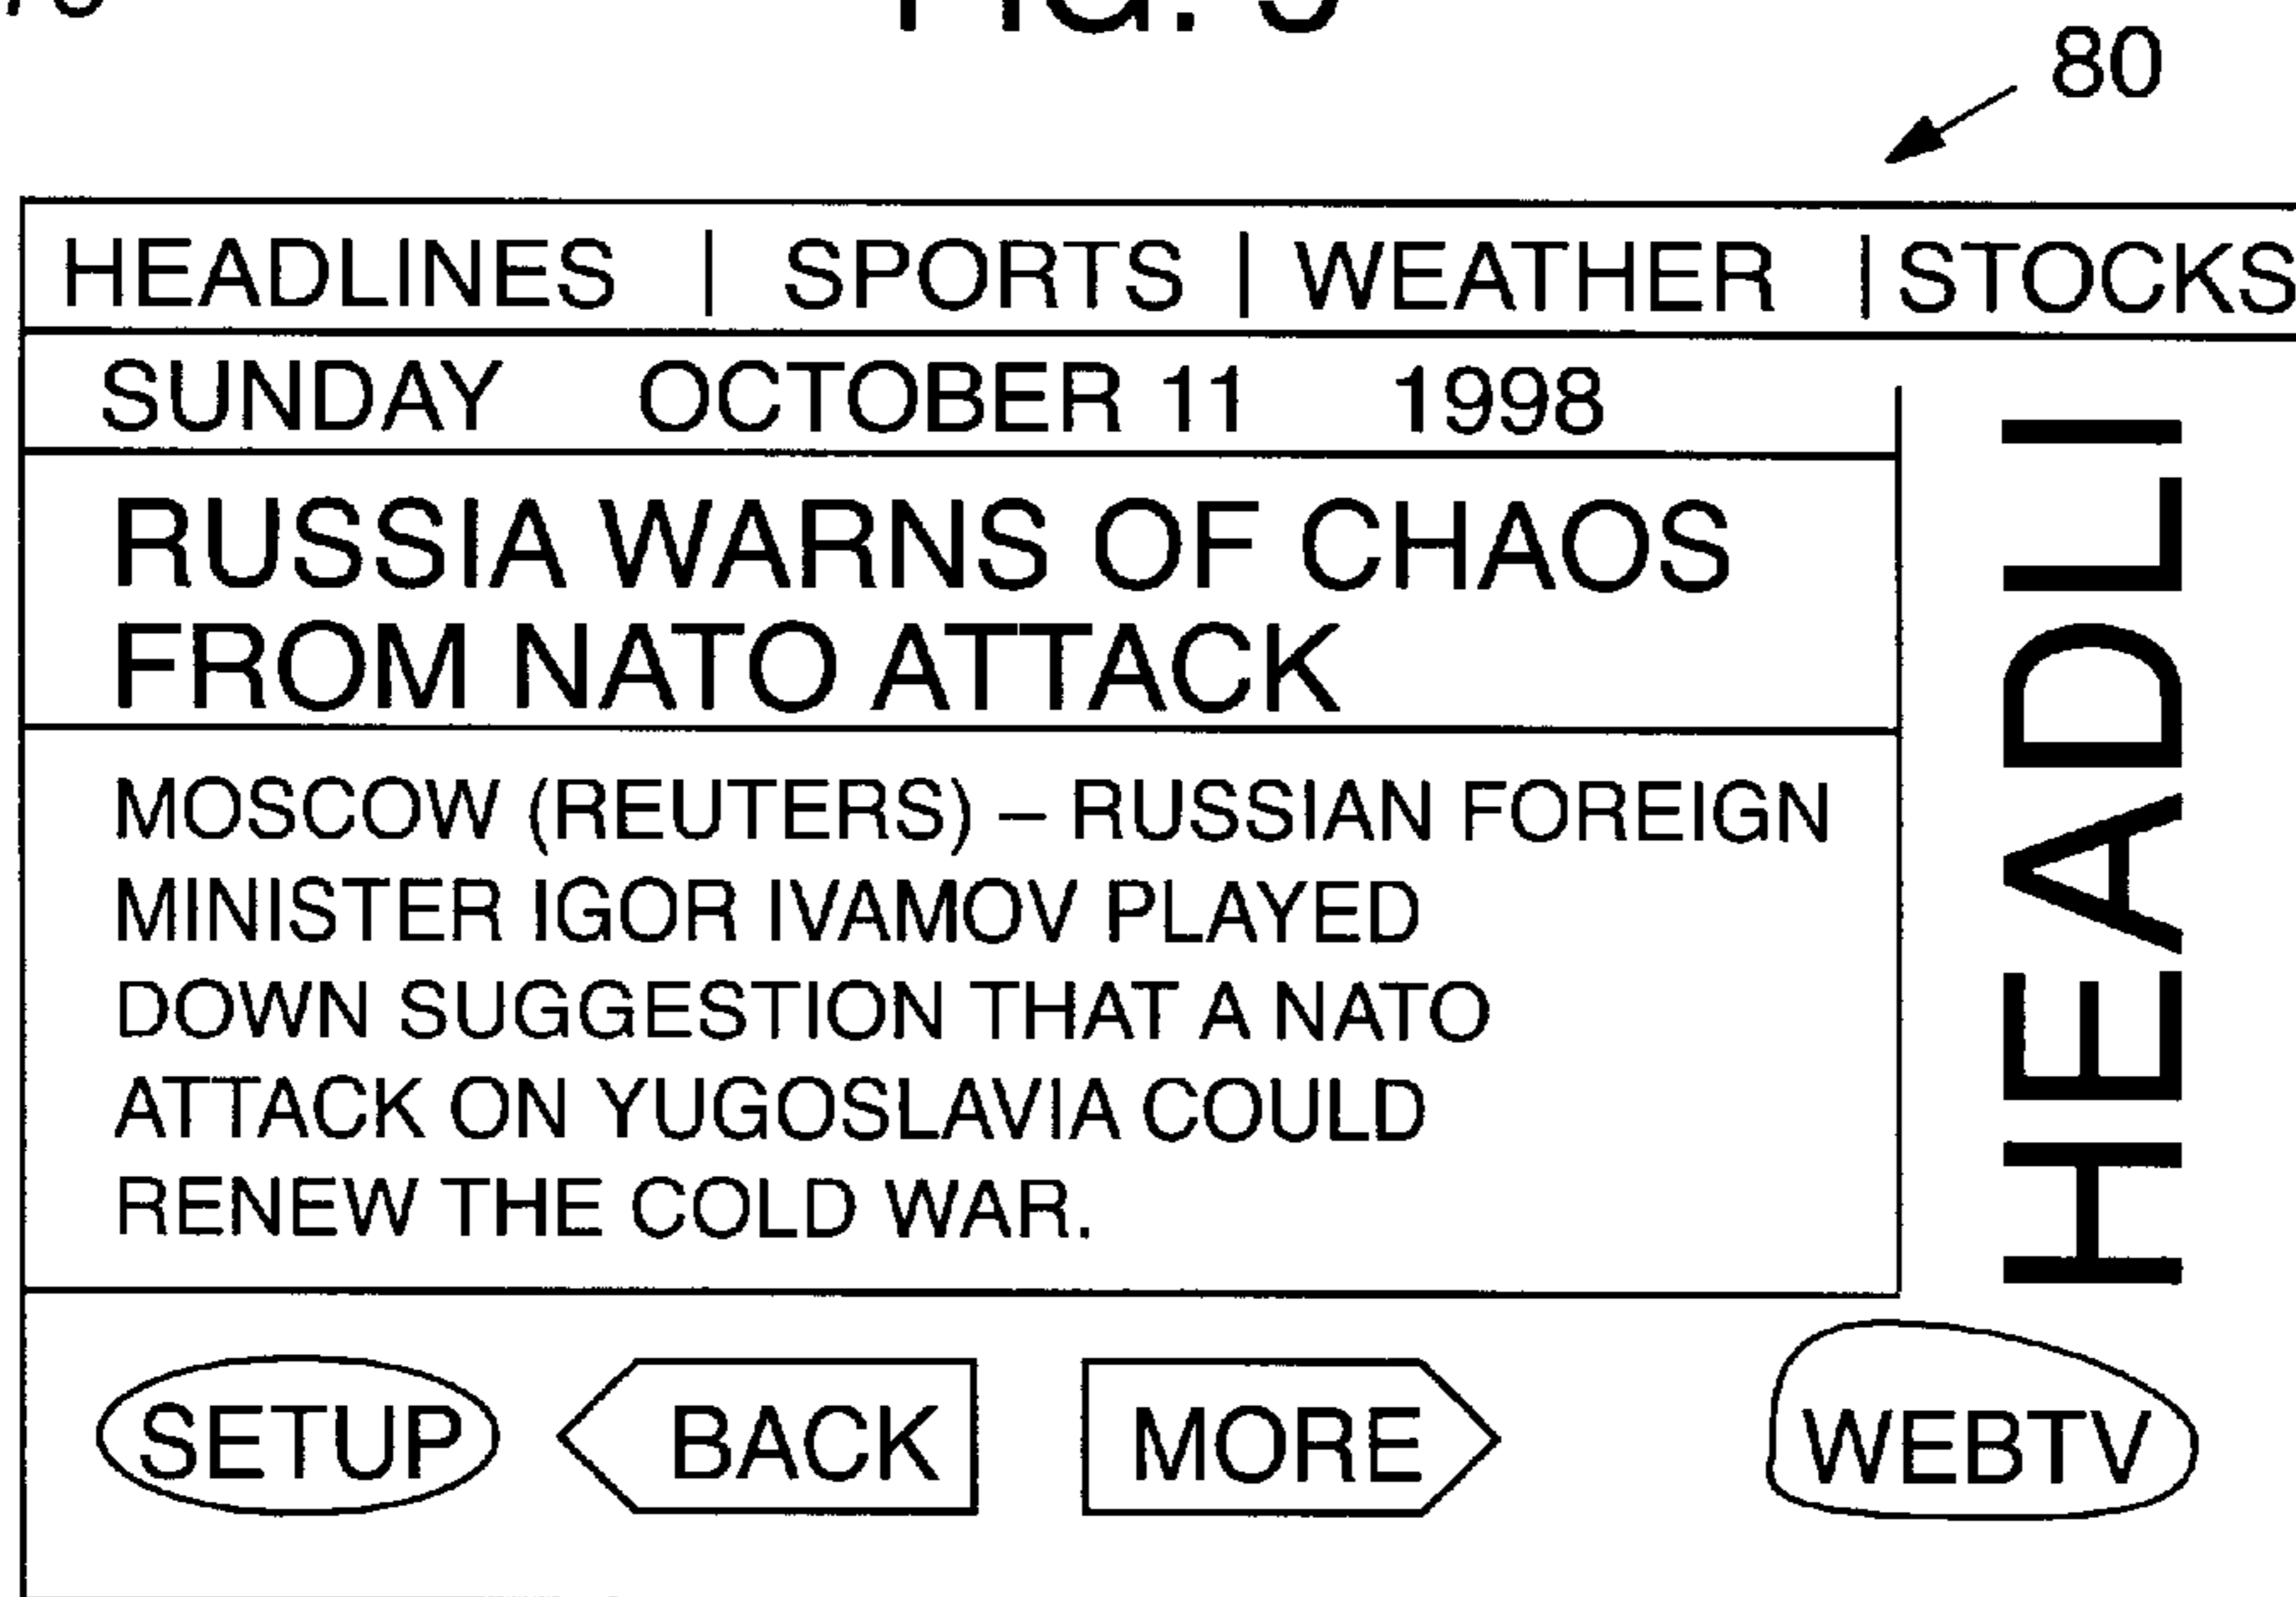 80
HEADLINES | SPORTS | WEATHER | STOCKS
SUNDAY OCTOBER 11 1998
RUSSIA WARNS OF CHAOS
FROM NATO ATTACK
MOSCOW (REUTERS) – RUSSIAN FOREIGN
MINISTER IGOR IVAMOV PLAYED
DOWN SUGGESTION THAT A NATO
ATTACK ON YUGOSLAVIA COULD
RENEW THE COLD WAR.
HEADLI
SETUP BACK MORE WEBTV